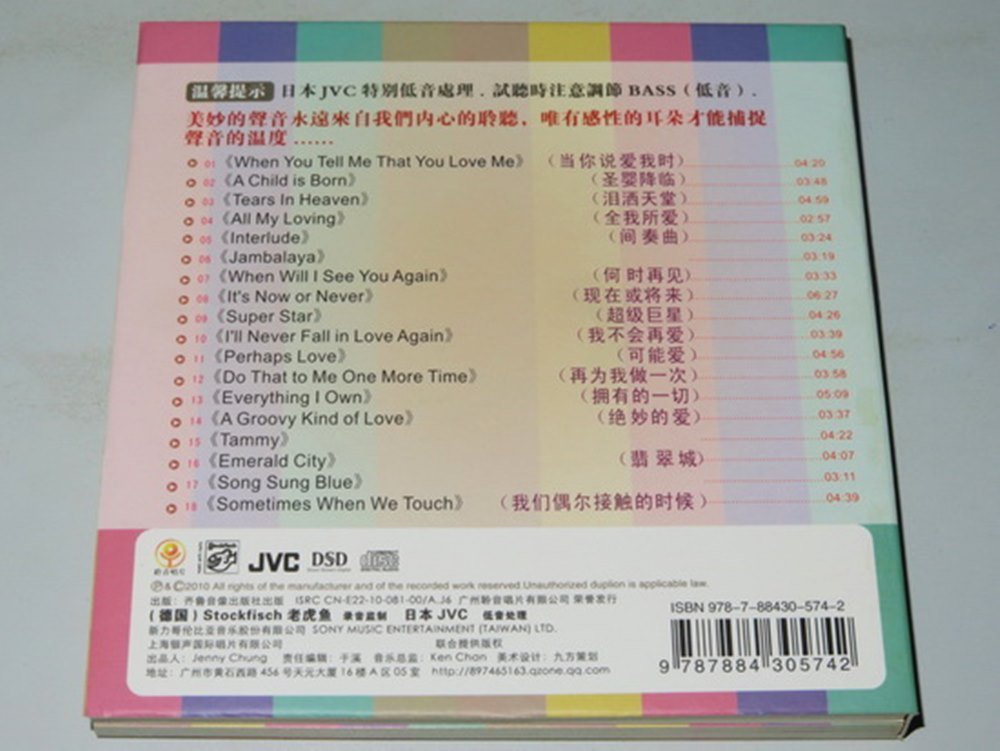 温馨提示 日本JVC特別低音處理．試聽時注意調節BASS（低音）．
美妙的聲音永遠來自我們内心的聆聽，唯有感性的耳朵才能捕捉
聲音的温度……
01《When You Tell Me That You Love Me》（当你说爱我时）04:20
02《A Child is Born》（圣婴降临）03:48
03《Tears In Heaven》（泪洒天堂）04:59
04《All My Loving》（全我所爱）02:57
05《Interlude》（间奏曲）03:24
06《Jambalaya》03:19
07《When Will I See You Again》（何时再见）03:33
08《It's Now or Never》（现在或将来）06:27
09《Super Star》（超级巨星）04:26
10《I'll Never Fall in Love Again》（我不会再爱）03:39
11《Perhaps Love》（可能爱）04:56
12《Do That to Me One More Time》（再为我做一次）03:58
13《Everything I Own》（拥有的一切）05:09
14《A Groovy Kind of Love》（绝妙的爱）03:37
15《Tammy》04:22
16《Emerald City》（翡翠城）04:07
17《Song Sung Blue》03:11
18《Sometimes When We Touch》（我们偶尔接触的时候）04:39
聆音唱片 JVC DSD disc
℗&©2010 All rights of the manufacturer and of the recorded work reserved.Unauthorized duplion is applicable law.
出版：齐鲁音像出版社出版 ISRC CN-E22-10-081-00/A.J6 广州聆音唱片有限公司 荣誉发行
（德国）Stockfisch 老虎鱼 录音监制 日本JVC 低音处理
新力哥伦比亚音乐股份有限公司 SONY MUSIC ENTERTAINMENT (TAIWAN) LTD.
上海银声国际唱片有限公司 联合提供版权
出品人：Jenny Chung 责任编辑：于溪 音乐总监：Ken Chan 美术设计：九方策划
地址：广州市黄石西路 456 号天元大厦 16 楼 A 区 05 室 http://897465163.qzone.qq.com
ISBN 978-7-88430-574-2
9 787884 305742